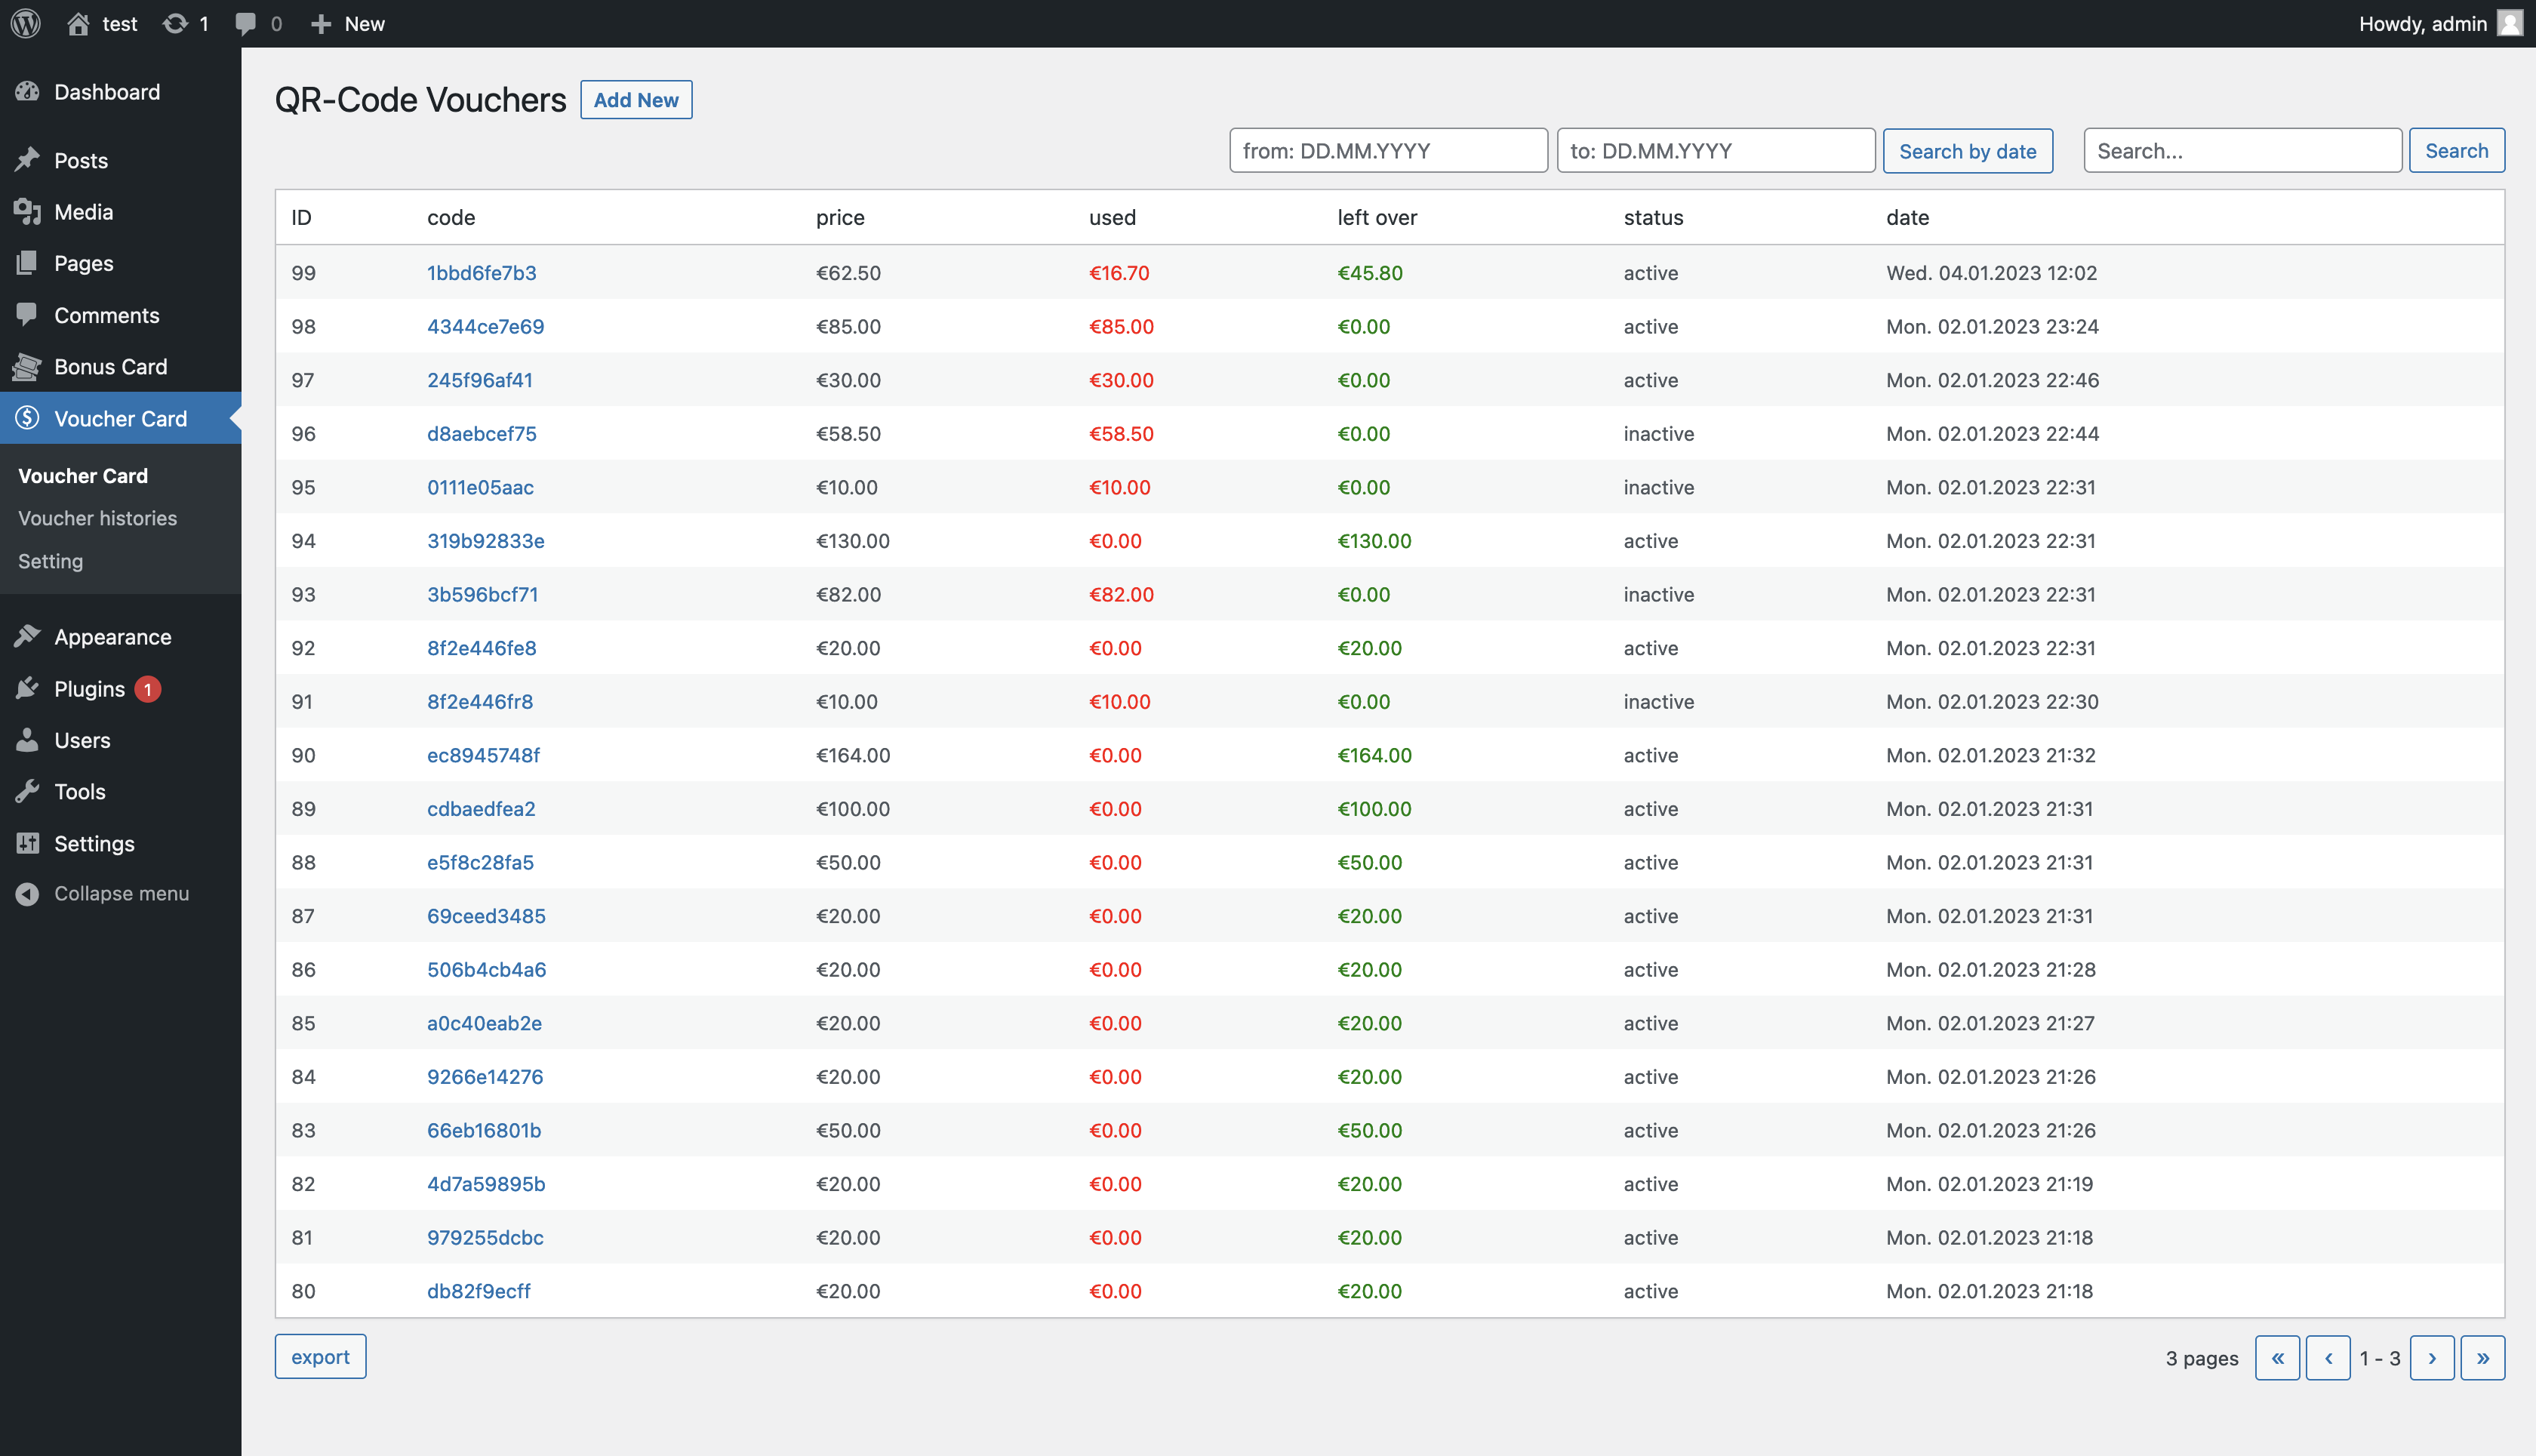 test 1 0 New Howdy, admin
Dashboard
Posts
Media
Pages
Comments
Bonus Card
Voucher Card
Voucher Card
Voucher histories
Setting
Appearance
Plugins 1
Users
Tools
Settings
Collapse menu
QR-Code Vouchers Add New
from: DD.MM.YYYY to: DD.MM.YYYY Search by date Search... Search
ID code price used left over status date
99 1bbd6fe7b3 €62.50 €16.70 €45.80 active Wed. 04.01.2023 12:02
98 4344ce7e69 €85.00 €85.00 €0.00 active Mon. 02.01.2023 23:24
97 245f96af41 €30.00 €30.00 €0.00 active Mon. 02.01.2023 22:46
96 d8aebcef75 €58.50 €58.50 €0.00 inactive Mon. 02.01.2023 22:44
95 0111e05aac €10.00 €10.00 €0.00 inactive Mon. 02.01.2023 22:31
94 319b92833e €130.00 €0.00 €130.00 active Mon. 02.01.2023 22:31
93 3b596bcf71 €82.00 €82.00 €0.00 inactive Mon. 02.01.2023 22:31
92 8f2e446fe8 €20.00 €0.00 €20.00 active Mon. 02.01.2023 22:31
91 8f2e446fr8 €10.00 €10.00 €0.00 inactive Mon. 02.01.2023 22:30
90 ec8945748f €164.00 €0.00 €164.00 active Mon. 02.01.2023 21:32
89 cdbaedfea2 €100.00 €0.00 €100.00 active Mon. 02.01.2023 21:31
88 e5f8c28fa5 €50.00 €0.00 €50.00 active Mon. 02.01.2023 21:31
87 69ceed3485 €20.00 €0.00 €20.00 active Mon. 02.01.2023 21:31
86 506b4cb4a6 €20.00 €0.00 €20.00 active Mon. 02.01.2023 21:28
85 a0c40eab2e €20.00 €0.00 €20.00 active Mon. 02.01.2023 21:27
84 9266e14276 €20.00 €0.00 €20.00 active Mon. 02.01.2023 21:26
83 66eb16801b €50.00 €0.00 €50.00 active Mon. 02.01.2023 21:26
82 4d7a59895b €20.00 €0.00 €20.00 active Mon. 02.01.2023 21:19
81 979255dcbc €20.00 €0.00 €20.00 active Mon. 02.01.2023 21:18
80 db82f9ecff €20.00 €0.00 €20.00 active Mon. 02.01.2023 21:18
export 3 pages « ‹ 1 - 3 › »